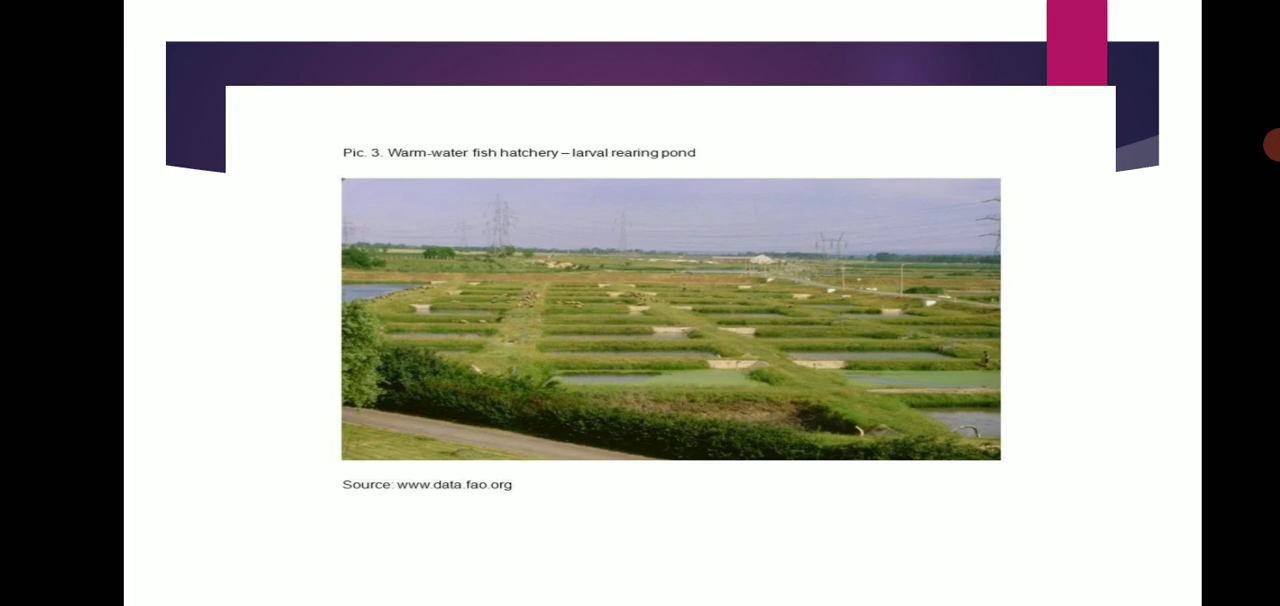 Pic. 3. Warm-water fish hatchery – larval rearing pond
Source: www.data.fao.org